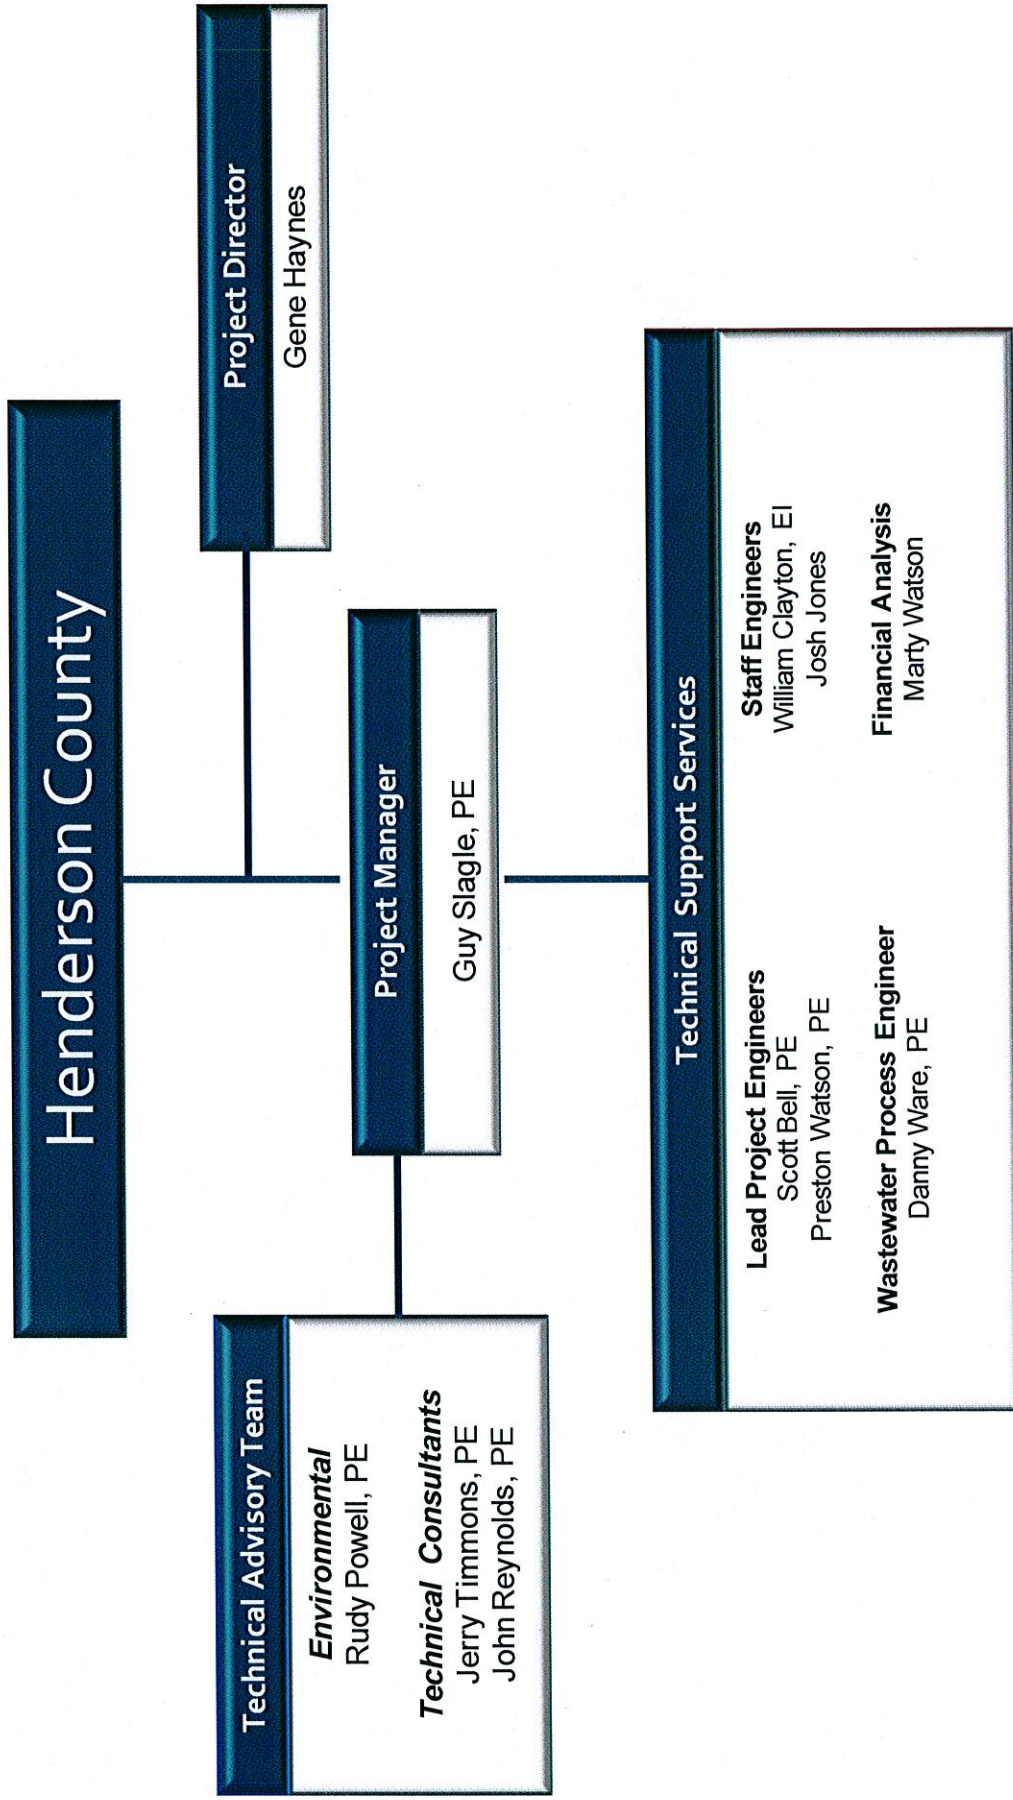 Henderson County
Project Director
Gene Haynes
Project Manager
Guy Slagle, PE
Technical Advisory Team
Environmental
Rudy Powell, PE
Technical Consultants
Jerry Timmons, PE
John Reynolds, PE
Technical Support Services
Lead Project Engineers
Scott Bell, PE
Preston Watson, PE
Wastewater Process Engineer
Danny Ware, PE
Staff Engineers
William Clayton, EI
Josh Jones
Financial Analysis
Marty Watson